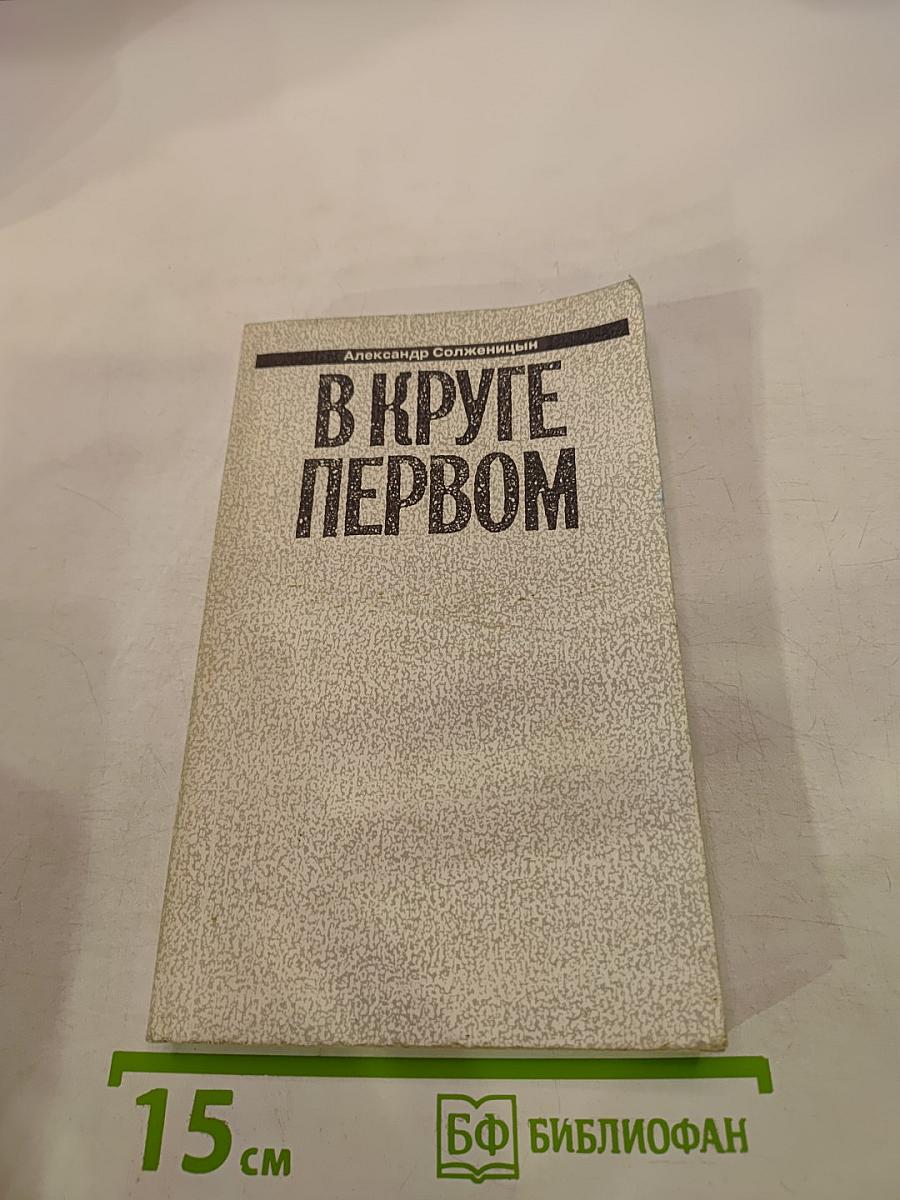 Александр Солженицын
В КРУГЕ
ПЕРВОМ
15 см
БФ БИБЛИОФАН